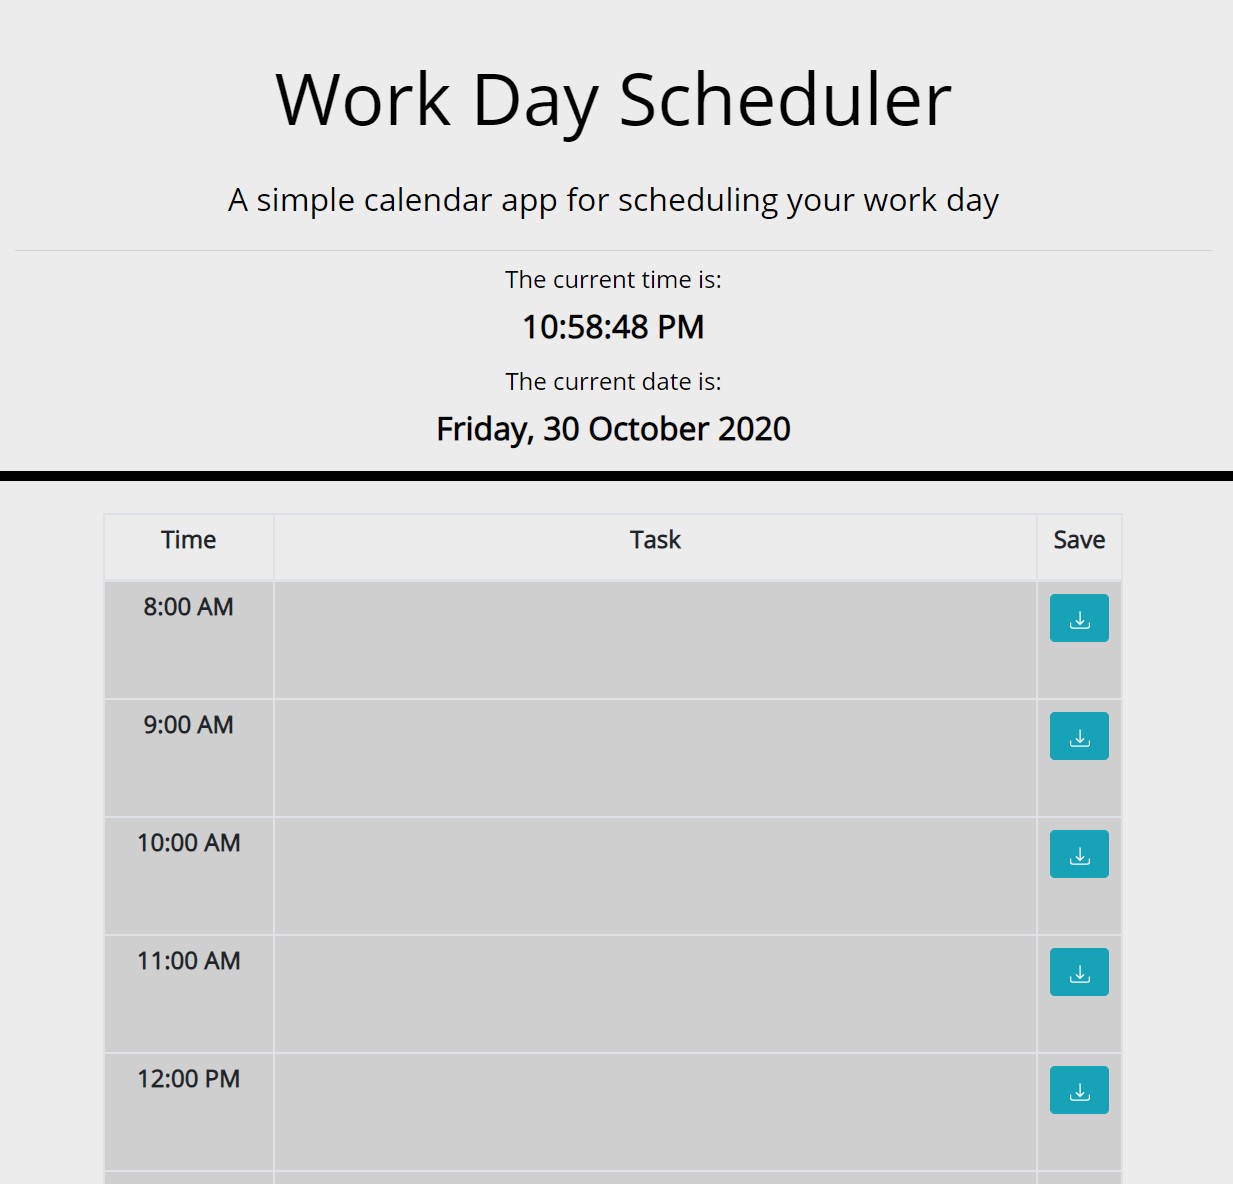 Work Day Scheduler
A simple calendar app for scheduling your work day
The current time is:
10:58:48 PM
The current date is:
Friday, 30 October 2020
Time Task Save
8:00 AM
9:00 AM
10:00 AM
11:00 AM
12:00 PM